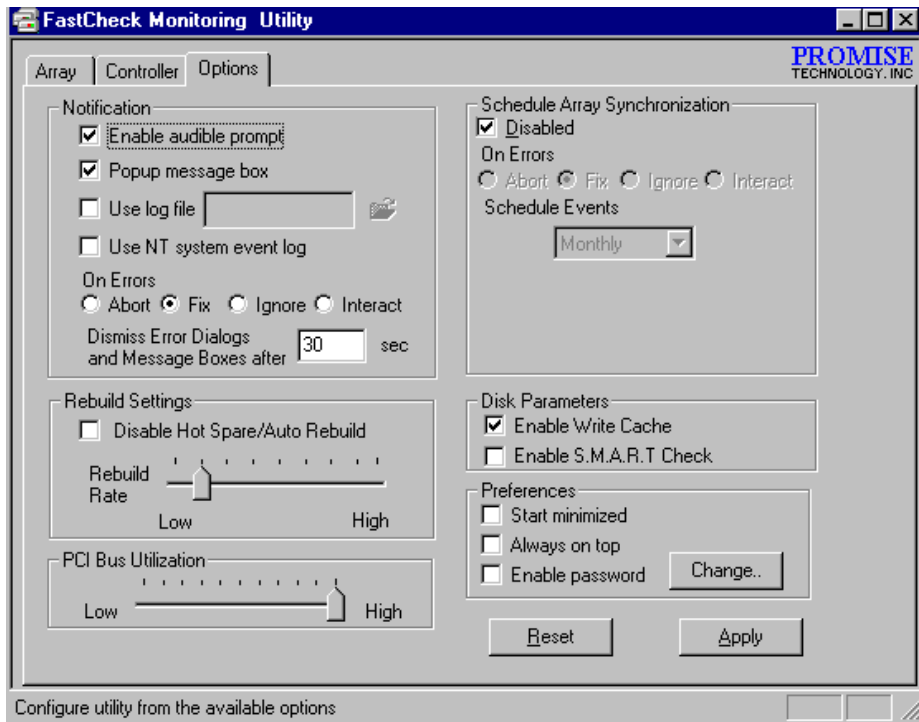 FastCheck Monitoring Utility
Array
Controller
Options
PROMISE
TECHNOLOGY, INC
Notification
Enable audible prompt
Popup message box
Use log file
Use NT system event log
On Errors
Abort
Fix
Ignore
Interact
Dismiss Error Dialogs
and Message Boxes after
30
sec
Rebuild Settings
Disable Hot Spare/Auto Rebuild
Rebuild
Rate
Low
High
PCI Bus Utilization
Low
High
Schedule Array Synchronization
Disabled
On Errors
Abort
Fix
Ignore
Interact
Schedule Events
Monthly
Disk Parameters
Enable Write Cache
Enable S.M.A.R.T Check
Preferences
Start minimized
Always on top
Enable password
Change..
Reset
Apply
Configure utility from the available options